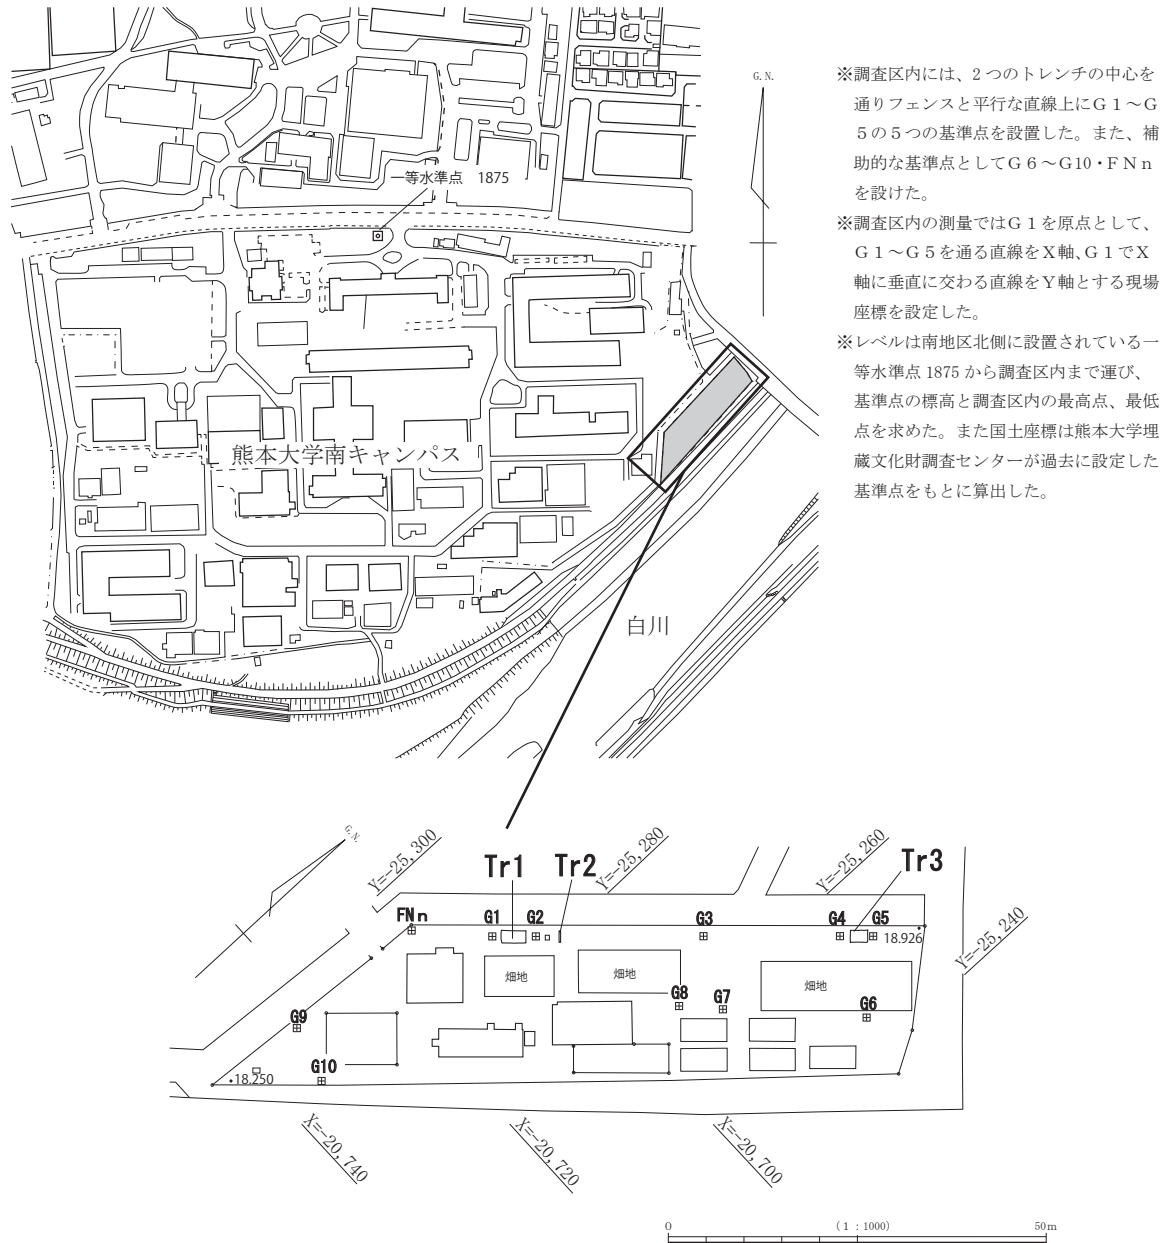 G.N.
※調査区内には、2つのトレンチの中心を
通りフェンスと平行な直線上にG1～G
5の5つの基準点を設置した。また、補
助的な基準点としてG6～G10・FNn
を設けた。
※調査区内の測量ではG1を原点として、
G1～G5を通る直線をX軸、G1でX
軸に垂直に交わる直線をY軸とする現場
座標を設定した。
※レベルは南地区北側に設置されている一
等水準点1875から調査区内まで運び、
基準点の標高と調査区内の最高点、最低
点を求めた。また国土座標は熊本大学埋
蔵文化財調査センターが過去に設定した
基準点をもとに算出した。
一等水準点 1875
熊本大学南キャンパス
白川
G.N.
Y=-25,300
Y=-25,280
Y=-25,260
Y=-25,240
Tr1
Tr2
Tr3
FNn
G1
G2
G3
G4
G5
18.926
畑地
畑地
畑地
G8
G7
G6
G9
G10
18.250
X=-20,740
X=-20,720
X=-20,700
0
(1:1000)
50m